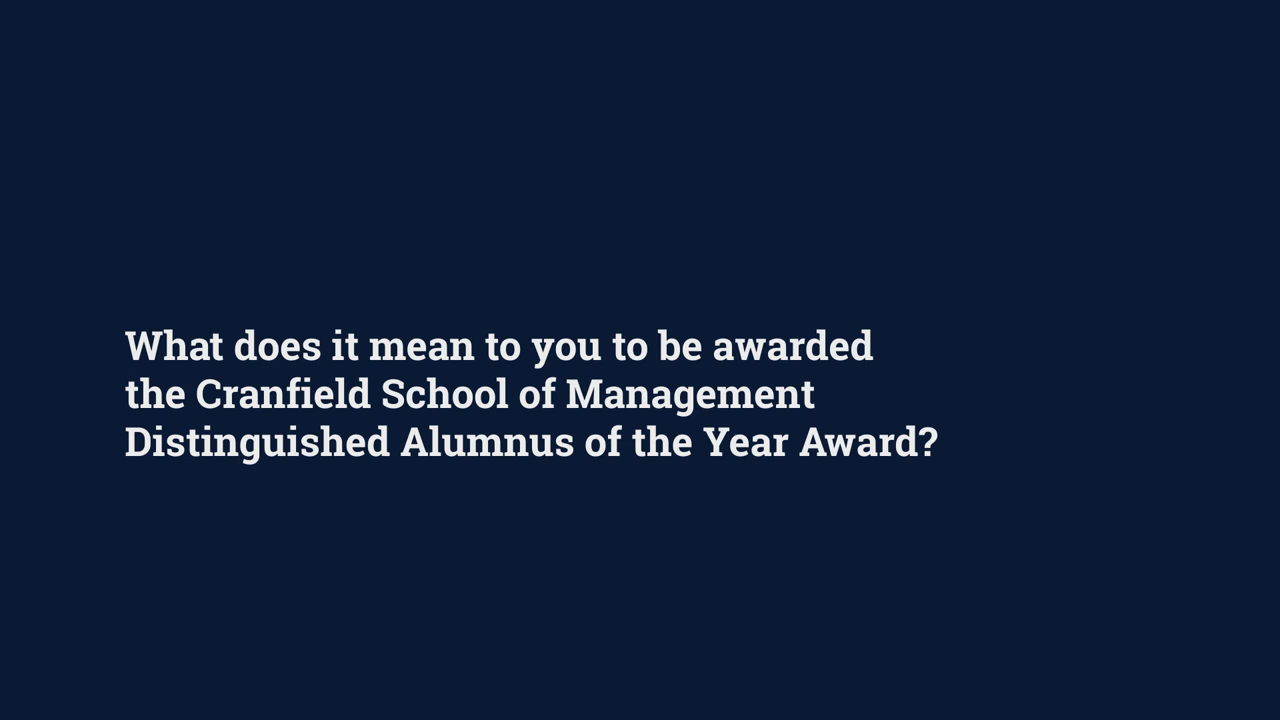 What does it mean to you to be awarded
the Cranfield School of Management
Distinguished Alumnus of the Year Award?